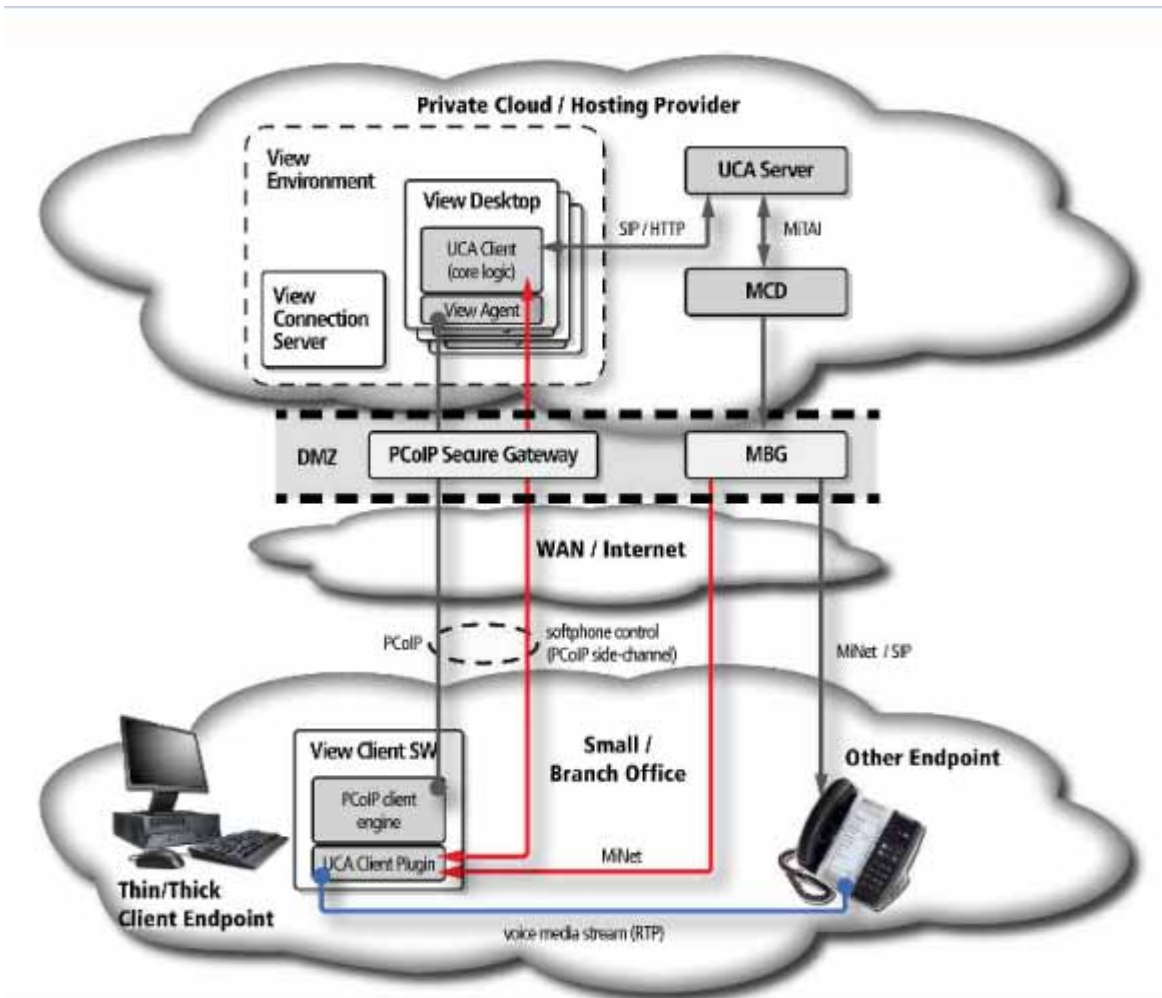 Private Cloud / Hosting Provider
View
Environment
View Desktop
UCA Client
(core logic)
View Agent
View
Connection
Server
SIP / HTTP
UCA Server
MiTAI
MCD
DMZ
PCoIP Secure Gateway
MBG
WAN / Internet
PCoIP
softphone control
(PCoIP side-channel)
MiNet / SIP
View Client SW
PCoIP client
engine
UCA Client Plugin
Small /
Branch Office
Other Endpoint
MiNet
Thin/Thick
Client Endpoint
voice media stream (RTP)